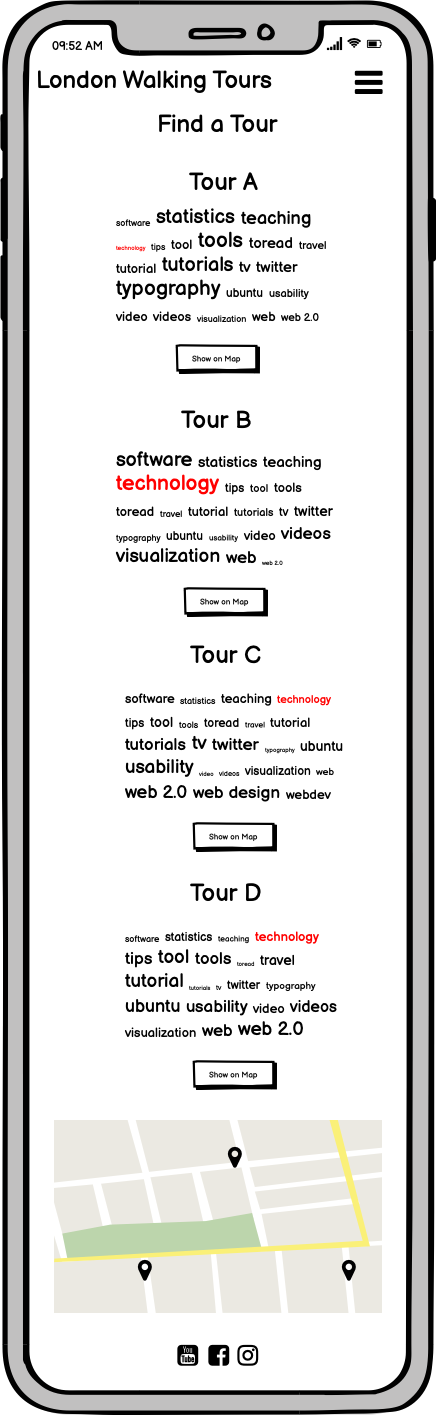 09:52 AM
London Walking Tours
Find a Tour
Tour A
software statistics teaching
technology tips tool tools toread travel
tutorial tutorials tv twitter
typography ubuntu usability
video videos visualization web web 2.0
Show on Map
Tour B
software statistics teaching
technology tips tool tools
toread travel tutorial tutorials tv twitter
typography ubuntu usability video videos
visualization web web 2.0
Show on Map
Tour C
software statistics teaching technology
tips tool tools toread travel tutorial
tutorials tv twitter typography ubuntu
usability video videos visualization web
web 2.0 web design webdev
Show on Map
Tour D
software statistics teaching technology
tips tool tools toread travel
tutorial tutorials tv twitter typography
ubuntu usability video videos
visualization web web 2.0
Show on Map
You
Tube